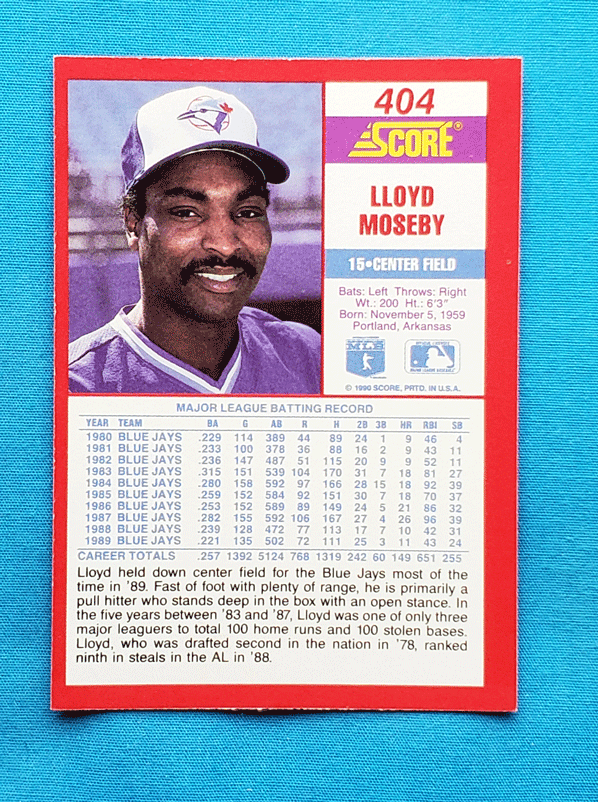 404
SCORE®
LLOYD
MOSEBY
15•CENTER FIELD
Bats: Left Throws: Right
Wt.: 200 Ht.: 6'3"
Born: November 5, 1959
Portland, Arkansas
MLB
© 1990 SCORE, PRTD. IN U.S.A.
MAJOR LEAGUE BATTING RECORD
YEAR TEAM BA G AB R H 2B 3B HR RBI SB
1980 BLUE JAYS .229 114 389 44 89 24 1 9 46 4
1981 BLUE JAYS .233 100 378 36 88 16 2 9 43 11
1982 BLUE JAYS .236 147 487 51 115 20 9 9 52 11
1983 BLUE JAYS .315 151 539 104 170 31 7 18 81 27
1984 BLUE JAYS .280 158 592 97 166 28 15 18 92 39
1985 BLUE JAYS .259 152 584 92 151 30 7 18 70 37
1986 BLUE JAYS .253 152 589 89 149 24 5 21 86 32
1987 BLUE JAYS .282 155 592 106 167 27 4 26 96 39
1988 BLUE JAYS .239 128 472 77 113 17 7 10 42 31
1989 BLUE JAYS .221 135 502 72 111 25 3 11 43 24
CAREER TOTALS .257 1392 5124 768 1319 242 60 149 651 255
Lloyd held down center field for the Blue Jays most of the
time in '89. Fast of foot with plenty of range, he is primarily a
pull hitter who stands deep in the box with an open stance. In
the five years between '83 and '87, Lloyd was one of only three
major leaguers to total 100 home runs and 100 stolen bases.
Lloyd, who was drafted second in the nation in '78, ranked
ninth in steals in the AL in '88.